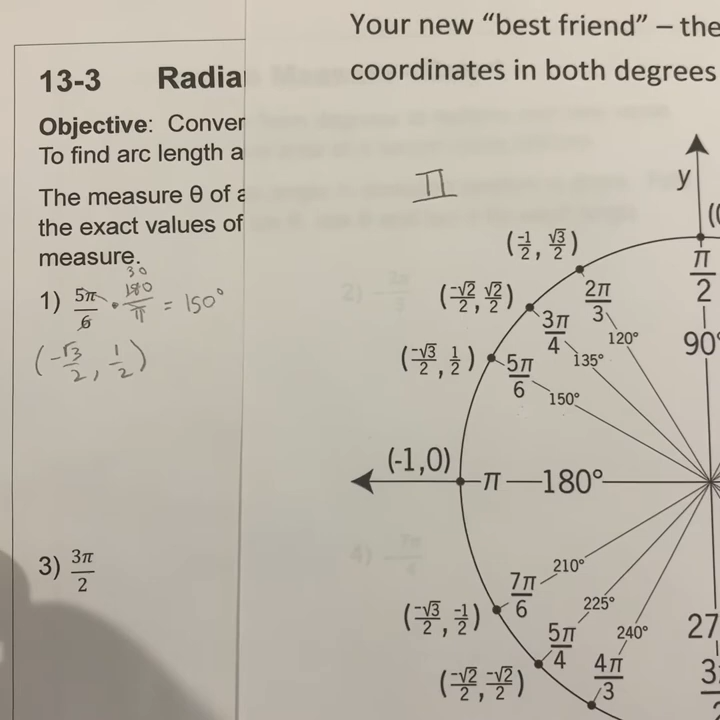 Your new “best friend” – the
coordinates in both degrees
13-3 Radia
Objective: Conver
To find arc length a
The measure θ of a
the exact values of
measure.
1) 5π/6 · 30 180/π = 150°
(-√3/2, 1/2)
3) 3π/2
II
y
(-1/2, √3/2)
(-√2/2, √2/2)
(-√3/2, 1/2)
2π/3
3π/4
5π/6
π/2
120°
135°
150°
90°
(-1,0)
π 180°
7π/6
210°
(-√3/2, -1/2)
225°
5π/4
240°
27
(-√2/2, -√2/2)
4π/3
3